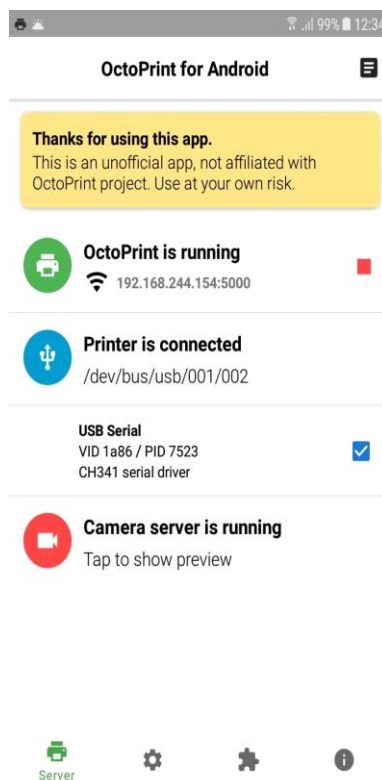 99% 12:34
OctoPrint for Android
Thanks for using this app.
This is an unofficial app, not affiliated with
OctoPrint project. Use at your own risk.
OctoPrint is running
192.168.244.154:5000
Printer is connected
/dev/bus/usb/001/002
USB Serial
VID 1a86 / PID 7523
CH341 serial driver
Camera server is running
Tap to show preview
Server